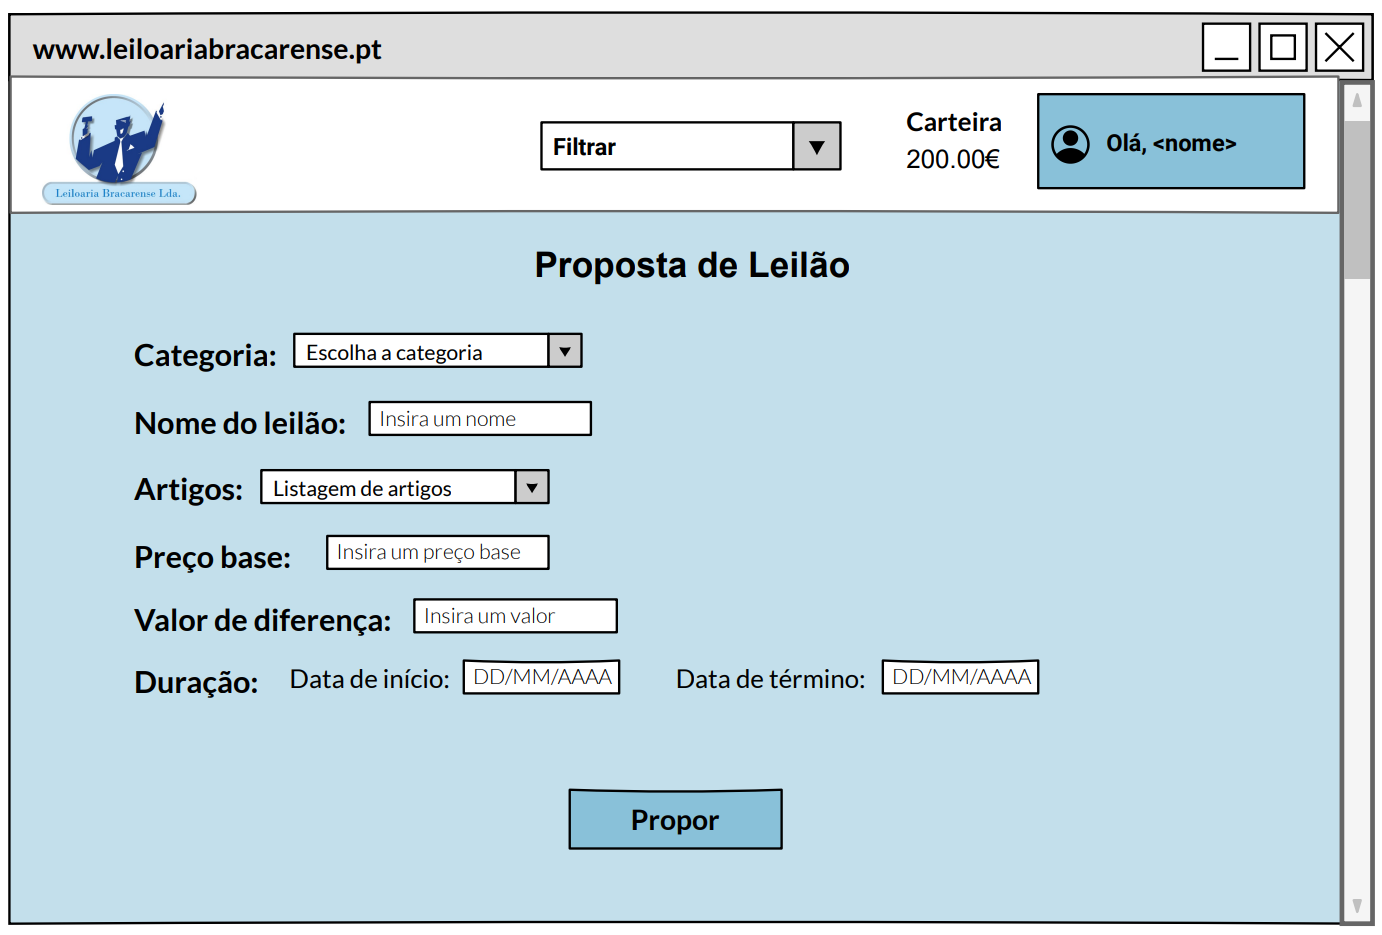 www.leiloariabracarense.pt
Leiloaria Bracarense Lda.
Filtrar
Carteira
200.00€
Olá, <nome>
Proposta de Leilão
Categoria: Escolha a categoria
Nome do leilão: Insira um nome
Artigos: Listagem de artigos
Preço base: Insira um preço base
Valor de diferença: Insira um valor
Duração: Data de início: DD/MM/AAAA Data de término: DD/MM/AAAA
Propor